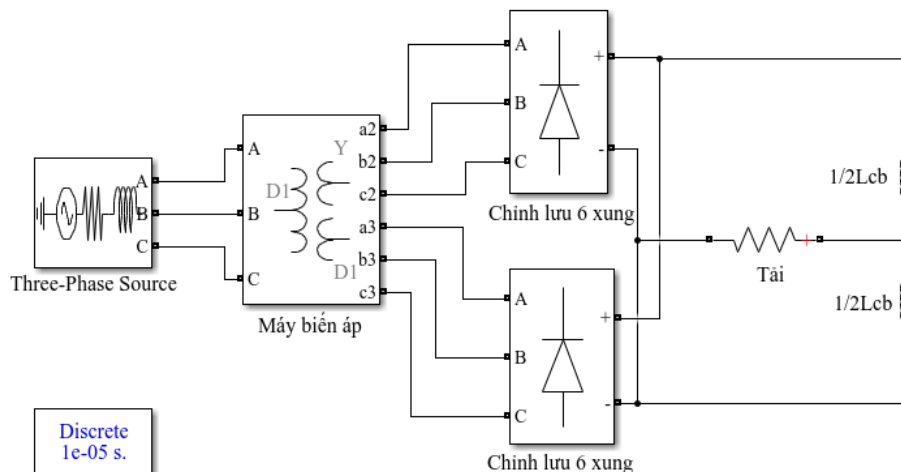 A
B
C
+
-
Chỉnh lưu 6 xung
a2
b2
c2
a3
b3
c3
Y
D1
D1
A
B
C
A
B
C
Three-Phase Source
Máy biến áp
1/2Lcb
Tải
1/2Lcb
A
B
C
+
-
Chỉnh lưu 6 xung
Discrete
1e-05 s.